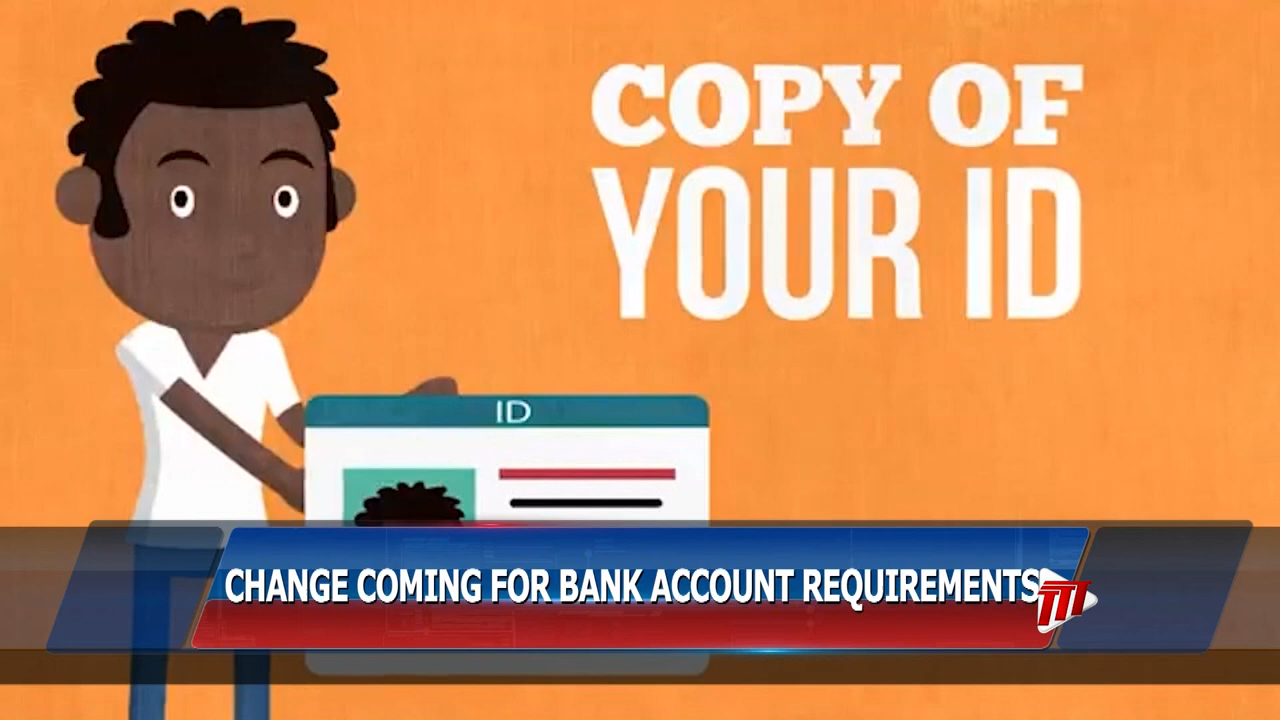 COPY OF
YOUR ID
ID
CHANGE COMING FOR BANK ACCOUNT REQUIREMENTS
TTT